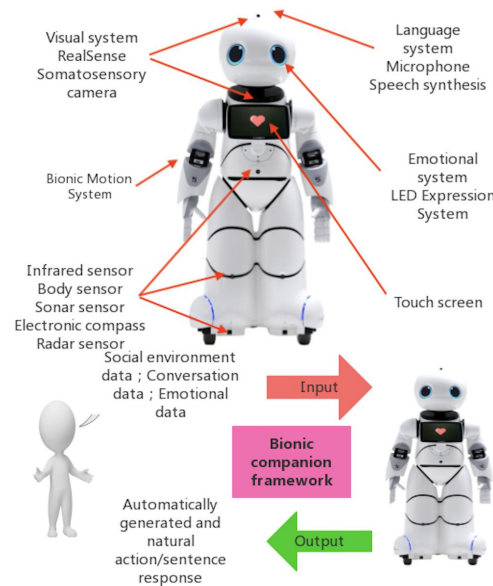 Visual system
RealSense
Somatosensory
camera
Language
system
Microphone
Speech synthesis
Bionic Motion
System
Emotional
system
LED Expression
System
Infrared sensor
Body sensor
Sonar sensor
Electronic compass
Radar sensor
Touch screen
Social environment
data ; Conversation
data ; Emotional
data
Input
Bionic
companion
framework
Automatically
generated and
natural
action/sentence
response
Output